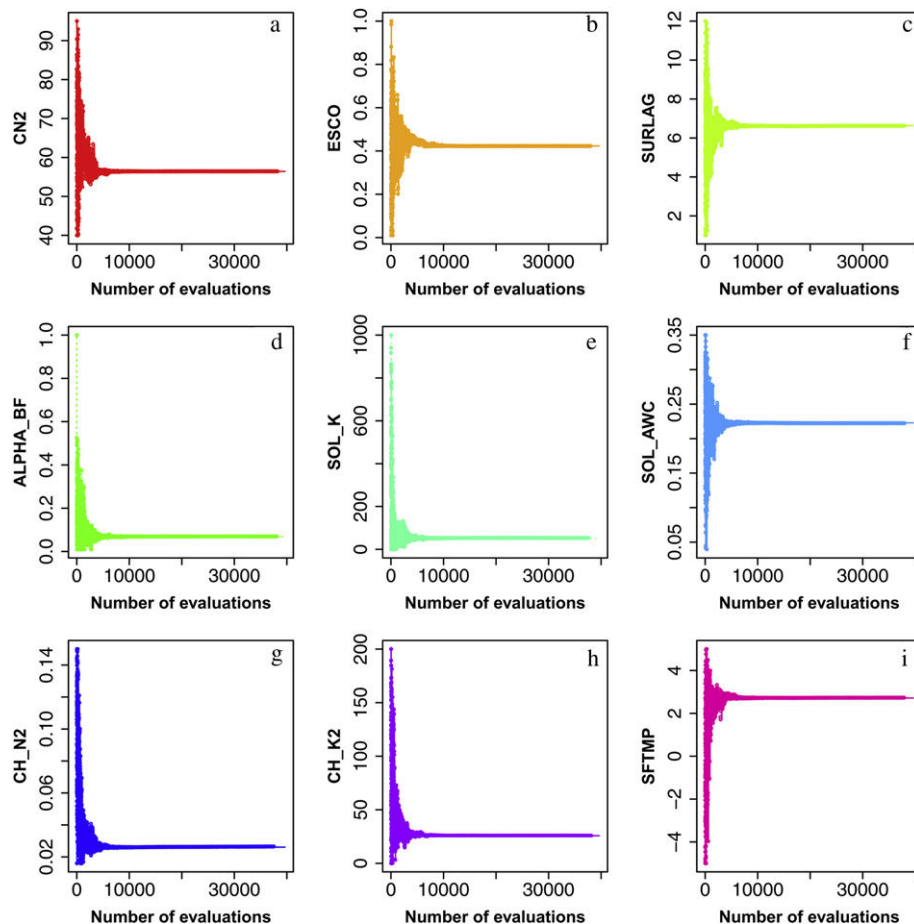 a
CN2
90
80
70
60
50
40
0 10000 30000
Number of evaluations
b
ESCO
1.0
0.8
0.6
0.4
0.2
0.0
0 10000 30000
Number of evaluations
c
SURLAG
12
10
8
6
4
2
0 10000 30000
Number of evaluations
d
ALPHA_BF
1.0
0.8
0.6
0.4
0.2
0.0
0 10000 30000
Number of evaluations
e
SOL_K
1000
600
200
0
0 10000 30000
Number of evaluations
f
SOL_AWC
0.35
0.25
0.15
0.05
0 10000 30000
Number of evaluations
g
CH_N2
0.14
0.10
0.06
0.02
0 10000 30000
Number of evaluations
h
CH_K2
200
150
100
50
0
0 10000 30000
Number of evaluations
i
SFTMP
4
2
0
−2
−4
0 10000 30000
Number of evaluations